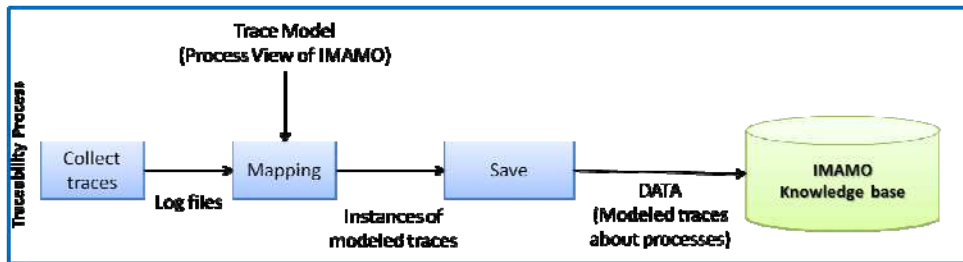 Traceability Process
Trace Model
(Process View of IMAMO)
Collect
traces
Log files
Mapping
Instances of
modeled traces
Save
DATA
(Modeled traces
about processes)
IMAMO
Knowledge base